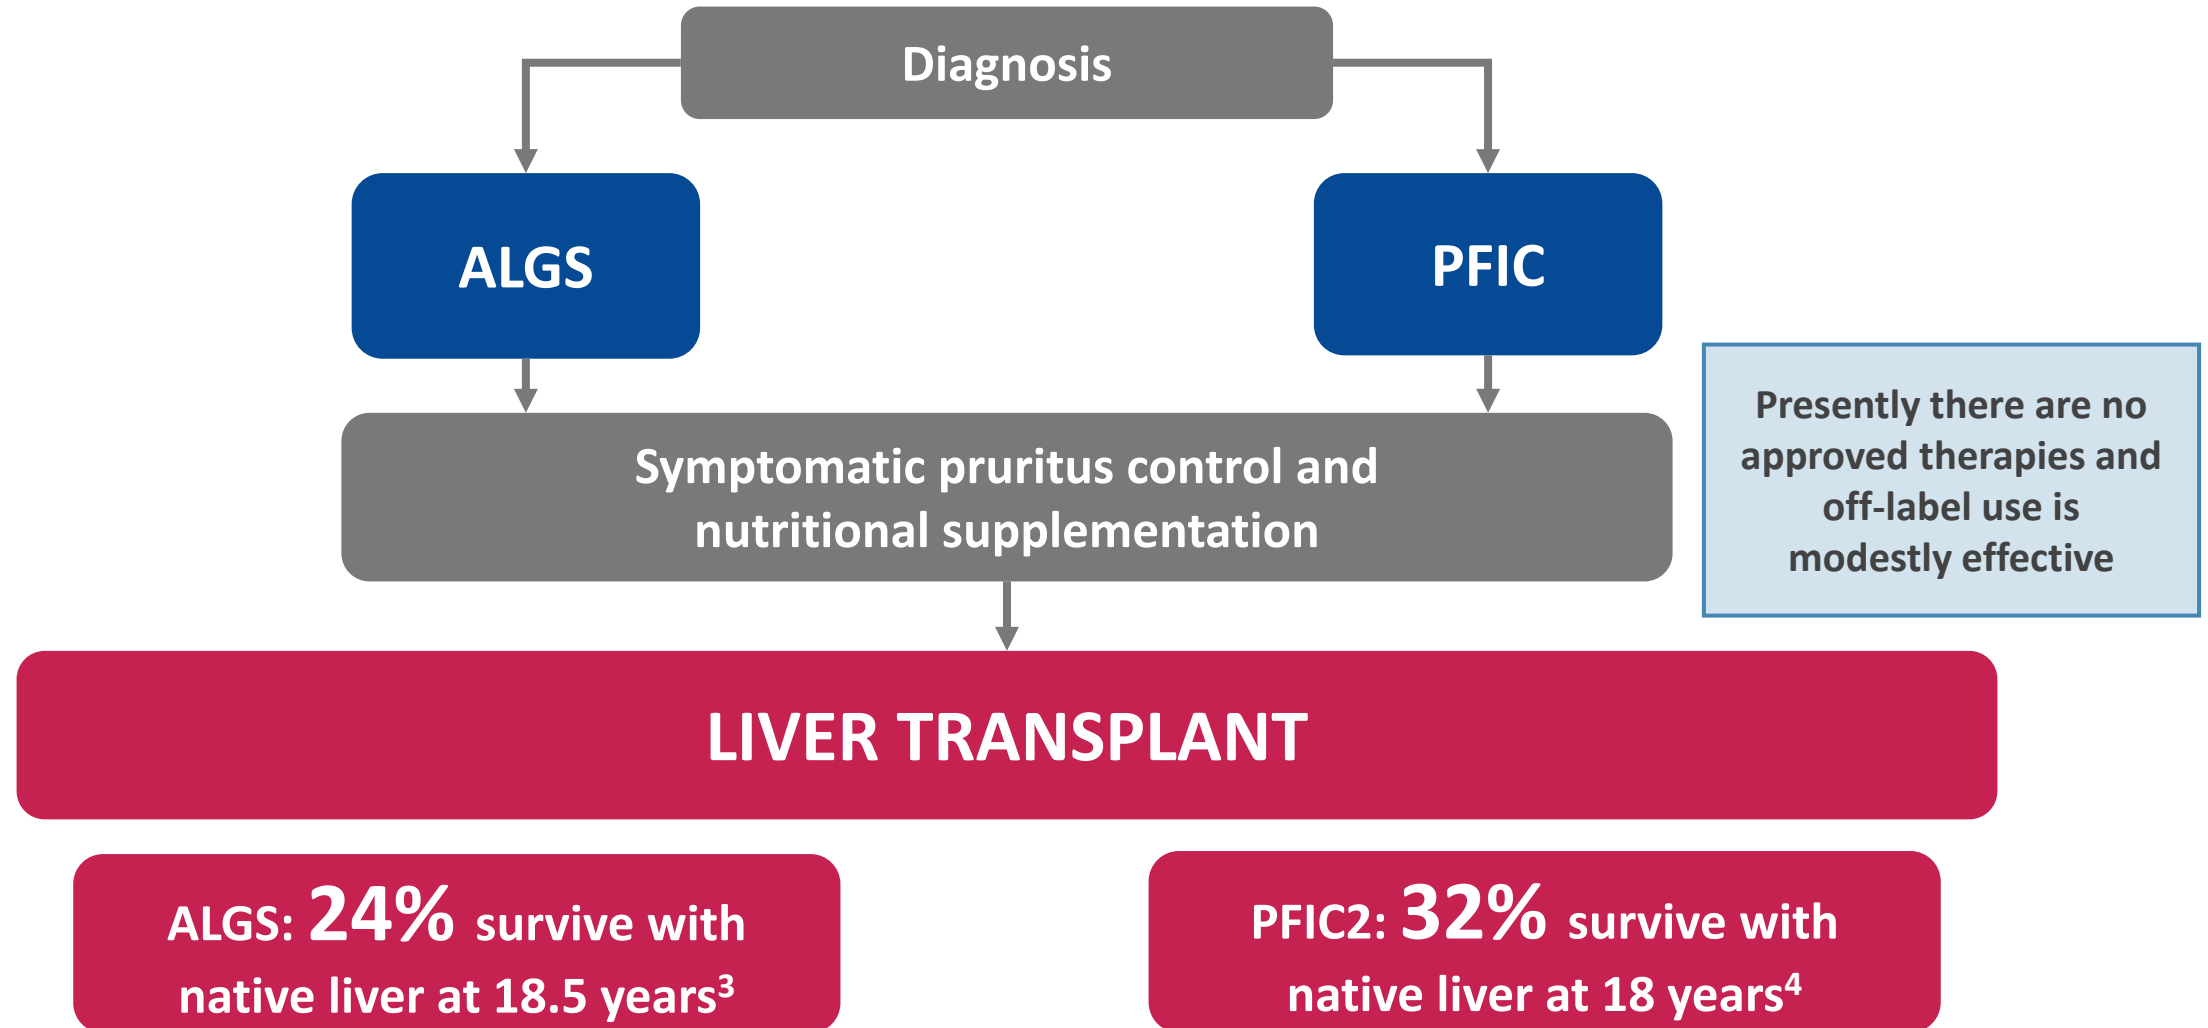 Diagnosis
ALGS
PFIC
Symptomatic pruritus control and
nutritional supplementation
Presently there are no
approved therapies and
off-label use is
modestly effective
LIVER TRANSPLANT
ALGS: 24% survive with
native liver at 18.5 years³
PFIC2: 32% survive with
native liver at 18 years⁴